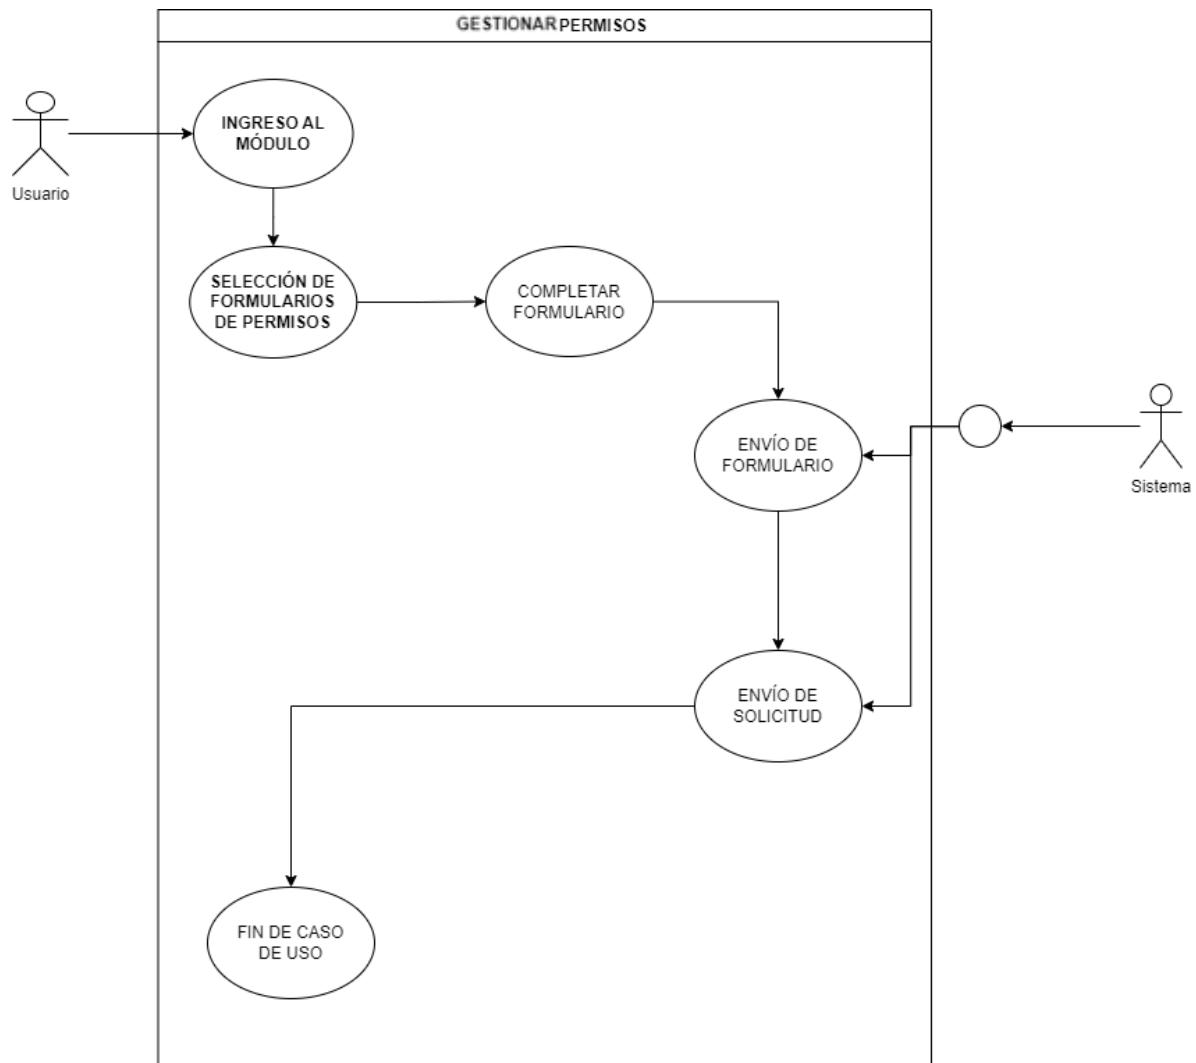 GESTIONAR PERMISOS
INGRESO AL
MÓDULO
Usuario
SELECCIÓN DE
FORMULARIOS
DE PERMISOS
COMPLETAR
FORMULARIO
ENVÍO DE
FORMULARIO
Sistema
ENVÍO DE
SOLICITUD
FIN DE CASO
DE USO